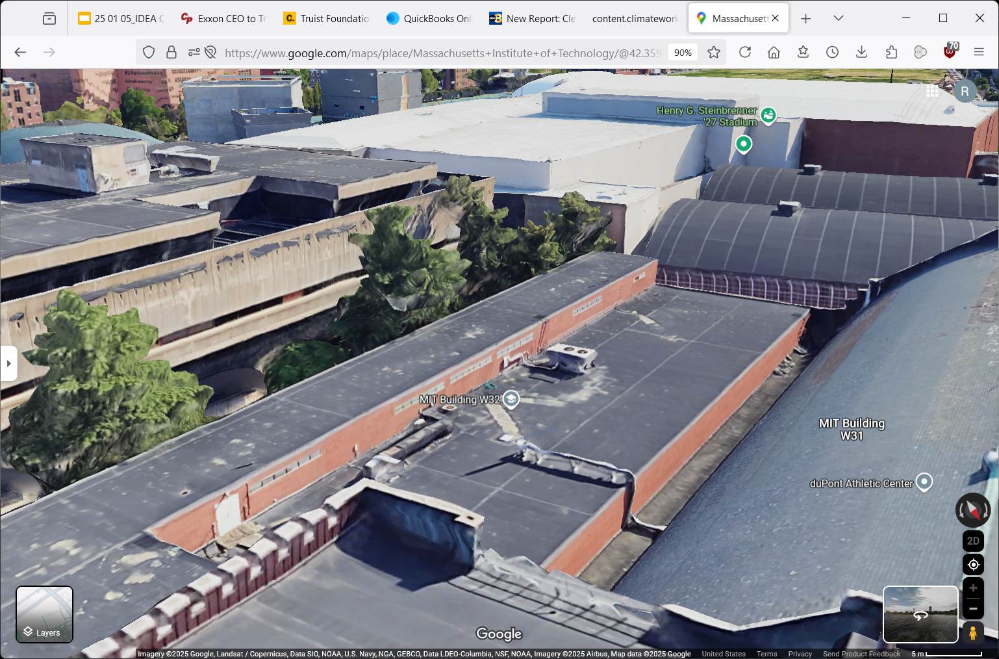 25 01 05_IDEA C
Exxon CEO to Tr
Truist Foundatio
QuickBooks Onl
New Report: Cle
content.climatework
Massachusett
https://www.google.com/maps/place/Massachusetts+Institute+of+Technology/@42.359
90%
70
R
Henry G. Steinbrenner
'27 Stadium
MIT Building W32
MIT Building
W31
duPont Athletic Center
2D
Layers
Google
Imagery ©2025 Google, Landsat / Copernicus, Data SIO, NOAA, U.S. Navy, NGA, GEBCO, Data LDEO-Columbia, NSF, NOAA, Imagery ©2025 Airbus, Map data ©2025 Google United States Terms Privacy Send Product Feedback 5 m